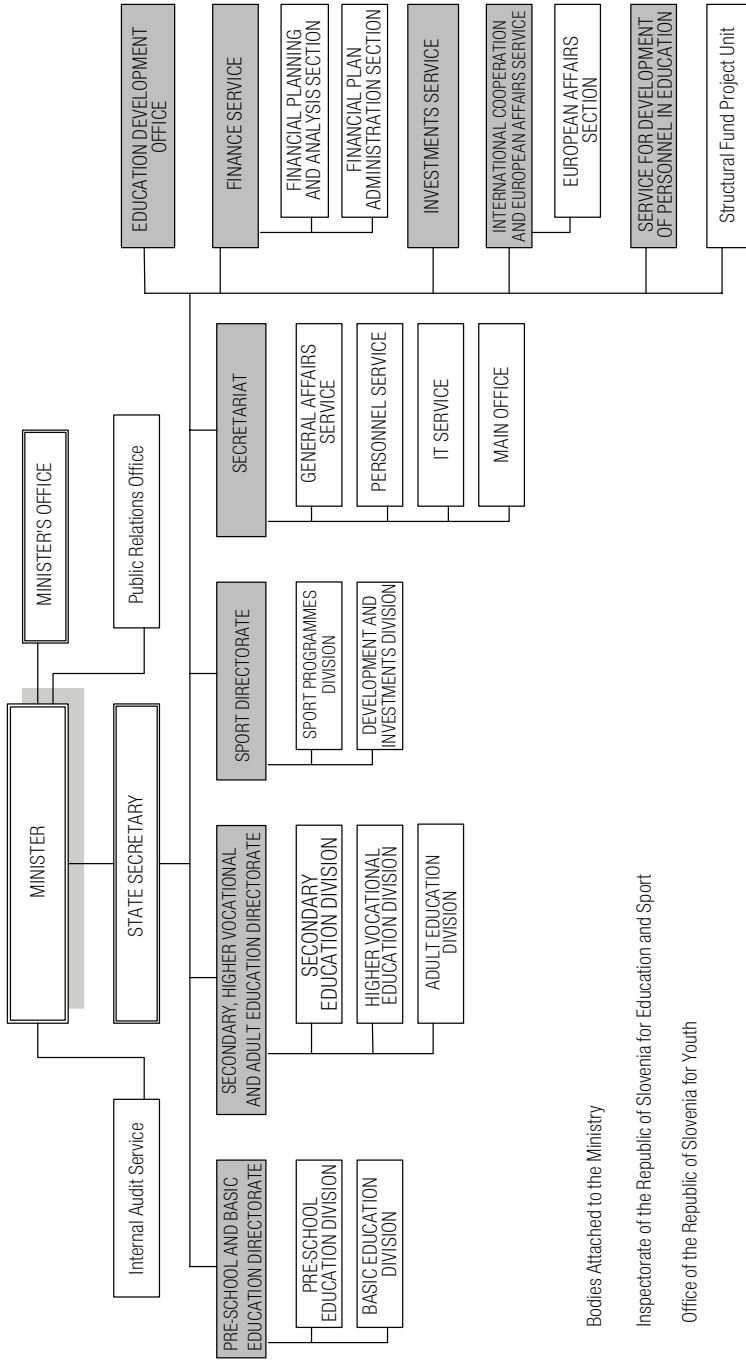 MINISTER
MINISTER'S OFFICE
Internal Audit Service
STATE SECRETARY
Public Relations Office
PRE-SCHOOL AND BASIC
EDUCATION DIRECTORATE
PRE-SCHOOL
EDUCATION DIVISION
BASIC EDUCATION
DIVISION
SECONDARY, HIGHER VOCATIONAL
AND ADULT EDUCATION DIRECTORATE
SECONDARY
EDUCATION DIVISION
HIGHER VOCATIONAL
EDUCATION DIVISION
ADULT EDUCATION
DIVISION
SPORT DIRECTORATE
SPORT PROGRAMMES
DIVISION
DEVELOPMENT AND
INVESTMENTS DIVISION
SECRETARIAT
GENERAL AFFAIRS
SERVICE
PERSONNEL SERVICE
IT SERVICE
MAIN OFFICE
EDUCATION DEVELOPMENT
OFFICE
FINANCE SERVICE
FINANCIAL PLANNING
AND ANALYSIS SECTION
FINANCIAL PLAN
ADMINISTRATION SECTION
INVESTMENTS SERVICE
INTERNATIONAL COOPERATION
AND EUROPEAN AFFAIRS SERVICE
EUROPEAN AFFAIRS
SECTION
SERVICE FOR DEVELOPMENT
OF PERSONNEL IN EDUCATION
Structural Fund Project Unit
Bodies Attached to the Ministry
Inspectorate of the Republic of Slovenia for Education and Sport
Office of the Republic of Slovenia for Youth